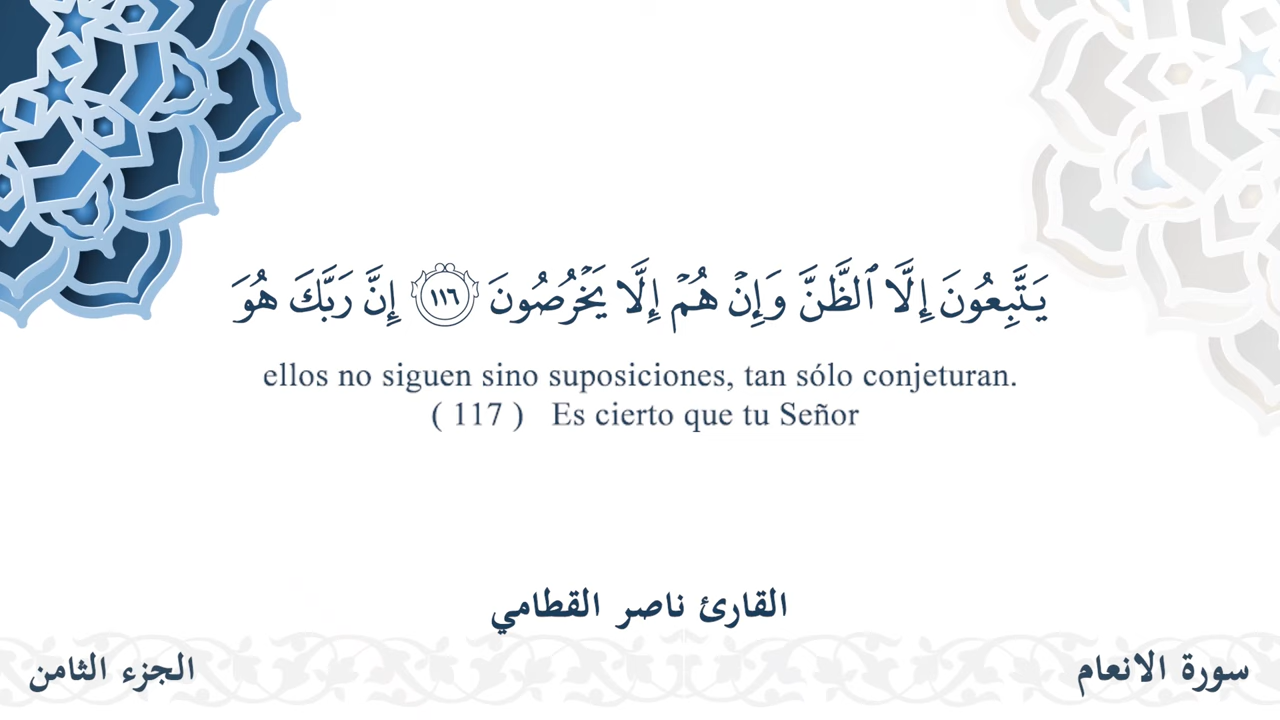 يَتَّبِعُونَ إِلَّا ٱلظَّنَّ وَإِنۡ هُمۡ إِلَّا يَخۡرُصُونَ ١١٦ إِنَّ رَبَّكَ هُوَ
ellos no siguen sino suposiciones, tan sólo conjeturan.
( 117 ) Es cierto que tu Señor
القارئ ناصر القطامي
سورة الانعام
الجزء الثامن